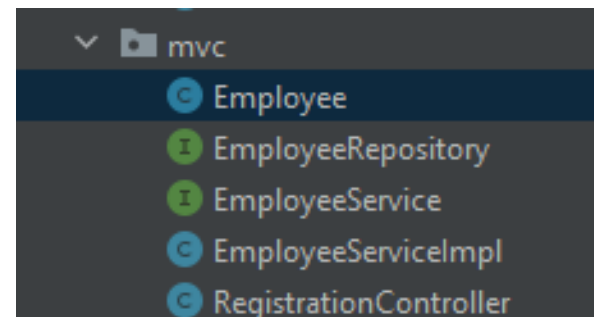 mvc
C Employee
I EmployeeRepository
I EmployeeService
C EmployeeServiceImpl
C RegistrationController